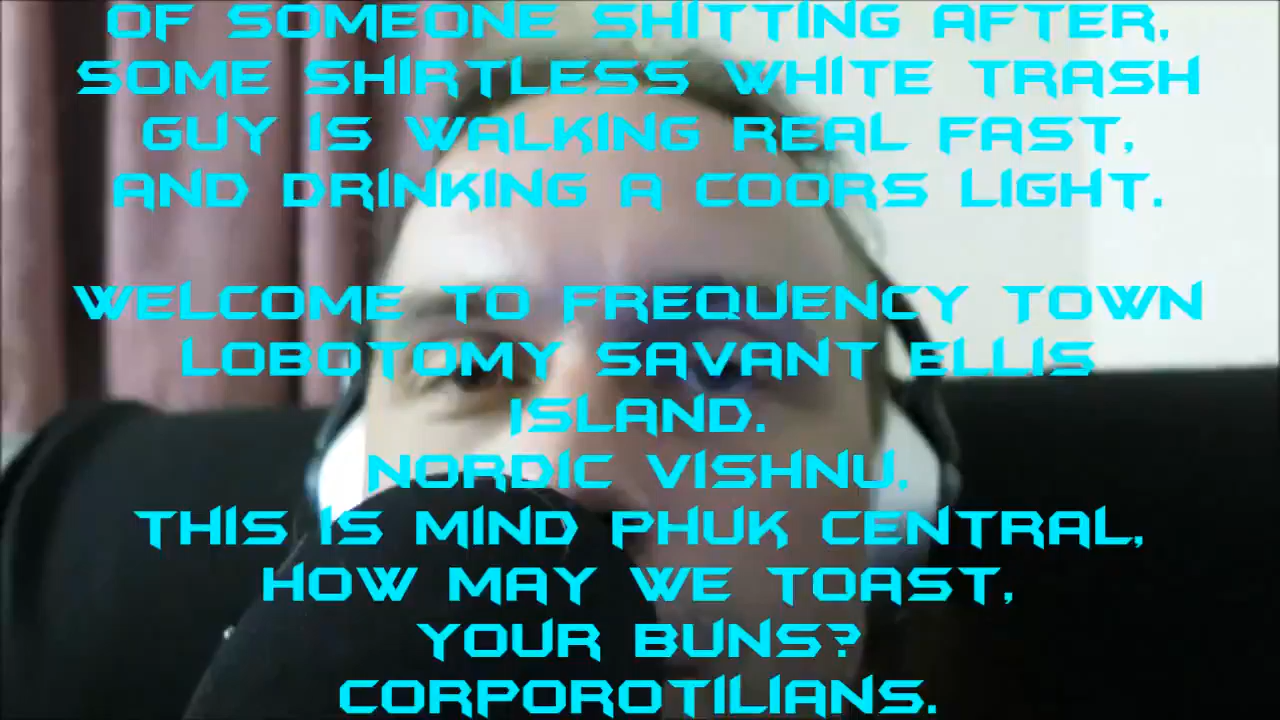 OF SOMEONE SHITTING AFTER,
SOME SHIRTLESS WHITE TRASH
GUY IS WALKING REAL FAST,
AND DRINKING A COORS LIGHT.
WELCOME TO FREQUENCY TOWN
LOBOTOMY SAVANT ELLIS
ISLAND.
NORDIC VISHNU,
THIS IS MIND PHUK CENTRAL,
HOW MAY WE TOAST,
YOUR BUNS?
CORPOROTILIANS.